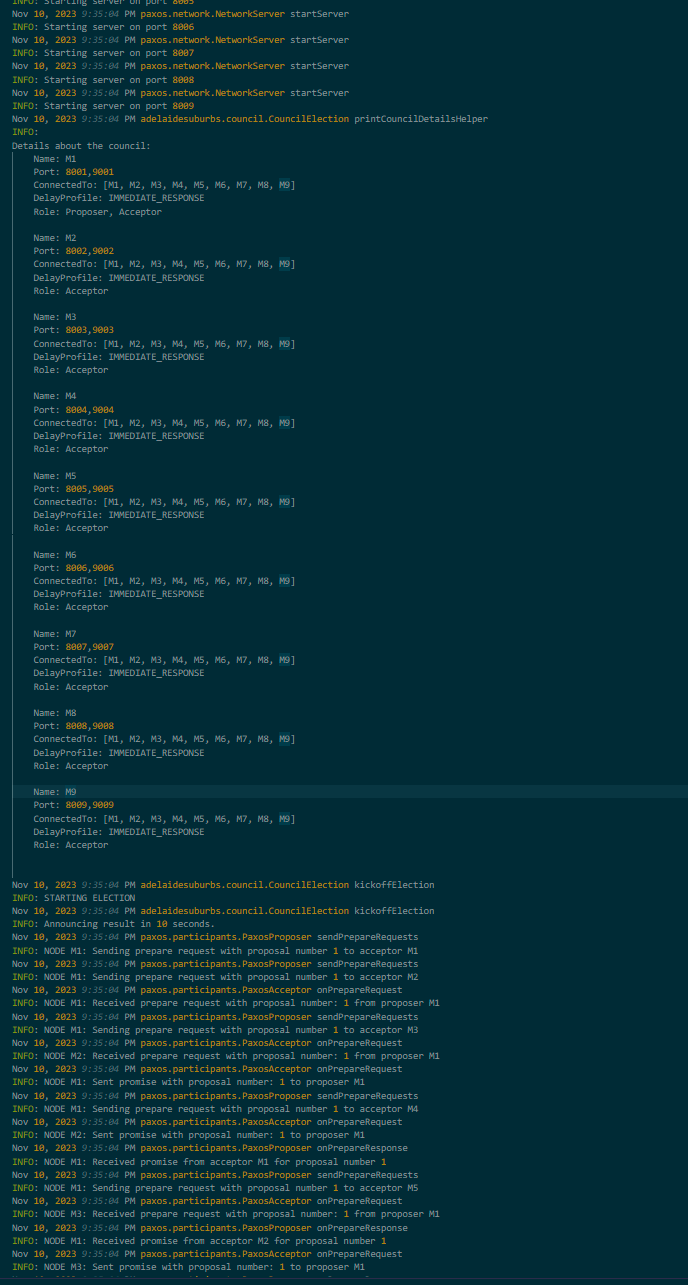 INFO: Starting server on port 8005
Nov 10, 2023 9:35:04 PM paxos.network.NetworkServer startServer
INFO: Starting server on port 8006
Nov 10, 2023 9:35:04 PM paxos.network.NetworkServer startServer
INFO: Starting server on port 8007
Nov 10, 2023 9:35:04 PM paxos.network.NetworkServer startServer
INFO: Starting server on port 8008
Nov 10, 2023 9:35:04 PM paxos.network.NetworkServer startServer
INFO: Starting server on port 8009
Nov 10, 2023 9:35:04 PM adelaidesuburbs.council.CouncilElection printCouncilDetailsHelper
INFO:
Details about the council:
Name: M1
Port: 8001,9001
ConnectedTo: [M1, M2, M3, M4, M5, M6, M7, M8, M9]
DelayProfile: IMMEDIATE_RESPONSE
Role: Proposer, Acceptor
Name: M2
Port: 8002,9002
ConnectedTo: [M1, M2, M3, M4, M5, M6, M7, M8, M9]
DelayProfile: IMMEDIATE_RESPONSE
Role: Acceptor
Name: M3
Port: 8003,9003
ConnectedTo: [M1, M2, M3, M4, M5, M6, M7, M8, M9]
DelayProfile: IMMEDIATE_RESPONSE
Role: Acceptor
Name: M4
Port: 8004,9004
ConnectedTo: [M1, M2, M3, M4, M5, M6, M7, M8, M9]
DelayProfile: IMMEDIATE_RESPONSE
Role: Acceptor
Name: M5
Port: 8005,9005
ConnectedTo: [M1, M2, M3, M4, M5, M6, M7, M8, M9]
DelayProfile: IMMEDIATE_RESPONSE
Role: Acceptor
Name: M6
Port: 8006,9006
ConnectedTo: [M1, M2, M3, M4, M5, M6, M7, M8, M9]
DelayProfile: IMMEDIATE_RESPONSE
Role: Acceptor
Name: M7
Port: 8007,9007
ConnectedTo: [M1, M2, M3, M4, M5, M6, M7, M8, M9]
DelayProfile: IMMEDIATE_RESPONSE
Role: Acceptor
Name: M8
Port: 8008,9008
ConnectedTo: [M1, M2, M3, M4, M5, M6, M7, M8, M9]
DelayProfile: IMMEDIATE_RESPONSE
Role: Acceptor
Name: M9
Port: 8009,9009
ConnectedTo: [M1, M2, M3, M4, M5, M6, M7, M8, M9]
DelayProfile: IMMEDIATE_RESPONSE
Role: Acceptor
Nov 10, 2023 9:35:04 PM adelaidesuburbs.council.CouncilElection kickoffElection
INFO: STARTING ELECTION
Nov 10, 2023 9:35:04 PM adelaidesuburbs.council.CouncilElection kickoffElection
INFO: Announcing result in 10 seconds.
Nov 10, 2023 9:35:04 PM paxos.participants.PaxosProposer sendPrepareRequests
INFO: NODE M1: Sending prepare request with proposal number 1 to acceptor M1
Nov 10, 2023 9:35:04 PM paxos.participants.PaxosProposer sendPrepareRequests
INFO: NODE M1: Sending prepare request with proposal number 1 to acceptor M2
Nov 10, 2023 9:35:04 PM paxos.participants.PaxosAcceptor onPrepareRequest
INFO: NODE M1: Received prepare request with proposal number: 1 from proposer M1
Nov 10, 2023 9:35:04 PM paxos.participants.PaxosProposer sendPrepareRequests
INFO: NODE M1: Sending prepare request with proposal number 1 to acceptor M3
Nov 10, 2023 9:35:04 PM paxos.participants.PaxosAcceptor onPrepareRequest
INFO: NODE M2: Received prepare request with proposal number: 1 from proposer M1
Nov 10, 2023 9:35:04 PM paxos.participants.PaxosAcceptor onPrepareRequest
INFO: NODE M1: Sent promise with proposal number: 1 to proposer M1
Nov 10, 2023 9:35:04 PM paxos.participants.PaxosProposer sendPrepareRequests
INFO: NODE M1: Sending prepare request with proposal number 1 to acceptor M4
Nov 10, 2023 9:35:04 PM paxos.participants.PaxosAcceptor onPrepareRequest
INFO: NODE M2: Sent promise with proposal number: 1 to proposer M1
Nov 10, 2023 9:35:04 PM paxos.participants.PaxosProposer onPrepareResponse
INFO: NODE M1: Received promise from acceptor M1 for proposal number 1
Nov 10, 2023 9:35:04 PM paxos.participants.PaxosProposer sendPrepareRequests
INFO: NODE M1: Sending prepare request with proposal number 1 to acceptor M5
Nov 10, 2023 9:35:04 PM paxos.participants.PaxosAcceptor onPrepareRequest
INFO: NODE M3: Received prepare request with proposal number: 1 from proposer M1
Nov 10, 2023 9:35:04 PM paxos.participants.PaxosProposer onPrepareResponse
INFO: NODE M1: Received promise from acceptor M2 for proposal number 1
Nov 10, 2023 9:35:04 PM paxos.participants.PaxosAcceptor onPrepareRequest
INFO: NODE M3: Sent promise with proposal number: 1 to proposer M1